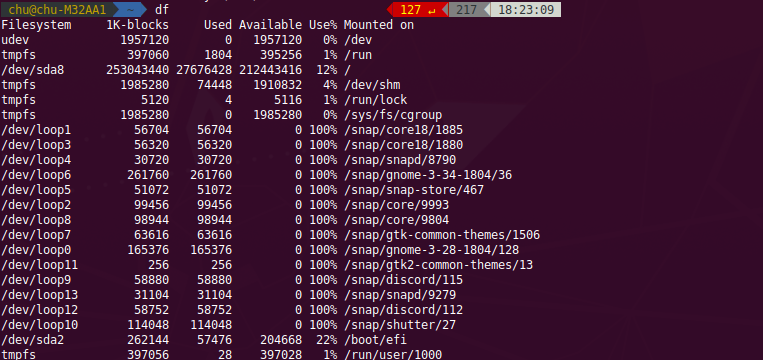 chu@chu-M32AA1 ~ df 127 ↵ 217 18:23:09
Filesystem 1K-blocks Used Available Use% Mounted on
udev 1957120 0 1957120 0% /dev
tmpfs 397060 1804 395256 1% /run
/dev/sda8 253043440 27676428 212443416 12% /
tmpfs 1985280 74448 1910832 4% /dev/shm
tmpfs 5120 4 5116 1% /run/lock
tmpfs 1985280 0 1985280 0% /sys/fs/cgroup
/dev/loop1 56704 56704 0 100% /snap/core18/1885
/dev/loop3 56320 56320 0 100% /snap/core18/1880
/dev/loop4 30720 30720 0 100% /snap/snapd/8790
/dev/loop6 261760 261760 0 100% /snap/gnome-3-34-1804/36
/dev/loop5 51072 51072 0 100% /snap/snap-store/467
/dev/loop2 99456 99456 0 100% /snap/core/9993
/dev/loop8 98944 98944 0 100% /snap/core/9804
/dev/loop7 63616 63616 0 100% /snap/gtk-common-themes/1506
/dev/loop0 165376 165376 0 100% /snap/gnome-3-28-1804/128
/dev/loop11 256 256 0 100% /snap/gtk2-common-themes/13
/dev/loop9 58880 58880 0 100% /snap/discord/115
/dev/loop13 31104 31104 0 100% /snap/snapd/9279
/dev/loop12 58752 58752 0 100% /snap/discord/112
/dev/loop10 114048 114048 0 100% /snap/shutter/27
/dev/sda2 262144 57476 204668 22% /boot/efi
tmpfs 397056 28 397028 1% /run/user/1000